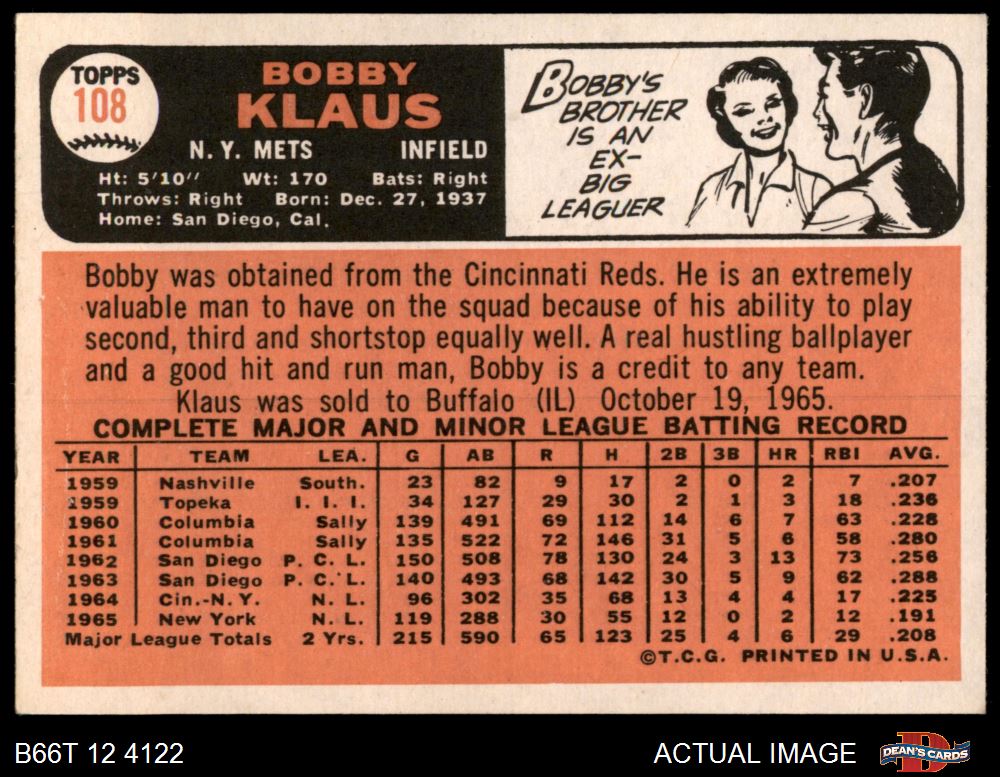 TOPPS
108
BOBBY
KLAUS
N. Y. METS INFIELD
Ht: 5'10" Wt: 170 Bats: Right
Throws: Right Born: Dec. 27, 1937
Home: San Diego, Cal.
BOBBY'S
BROTHER
IS AN
EX-
BIG
LEAGUER
Bobby was obtained from the Cincinnati Reds. He is an extremely
valuable man to have on the squad because of his ability to play
second, third and shortstop equally well. A real hustling ballplayer
and a good hit and run man, Bobby is a credit to any team.
Klaus was sold to Buffalo (IL) October 19, 1965.
COMPLETE MAJOR AND MINOR LEAGUE BATTING RECORD
YEAR TEAM LEA. G AB R H 2B 3B HR RBI AVG.
1959 Nashville South. 23 82 9 17 2 0 2 7 .207
1959 Topeka I. I. I. 34 127 29 30 2 1 3 18 .236
1960 Columbia Sally 139 491 69 112 14 6 7 63 .228
1961 Columbia Sally 135 522 72 146 31 5 6 58 .280
1962 San Diego P. C. L. 150 508 78 130 24 3 13 73 .256
1963 San Diego P. C. L. 140 493 68 142 30 5 9 62 .288
1964 Cin.-N. Y. N. L. 96 302 35 68 13 4 4 17 .225
1965 New York N. L. 119 288 30 55 12 0 2 12 .191
Major League Totals 2 Yrs. 215 590 65 123 25 4 6 29 .208
©T.C.G. PRINTED IN U.S.A.
B66T 12 4122 ACTUAL IMAGE DEAN'S CARDS